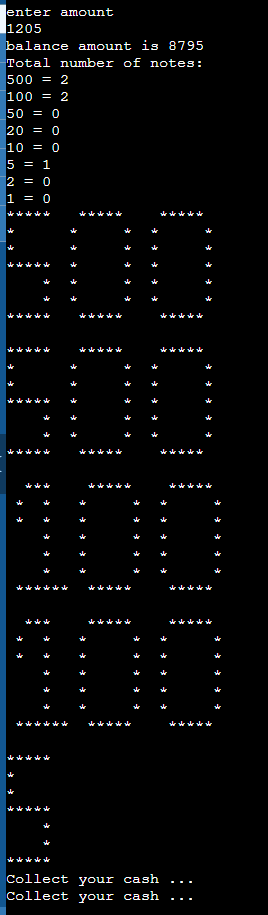 enter amount
1205
balance amount is 8795
Total number of notes:
500 = 2
100 = 2
50 = 0
20 = 0
10 = 0
5 = 1
2 = 0
1 = 0
*****   *****    *****
*      *     *  *     *
*      *     *  *     *
*****  *     *  *     *
    *  *     *  *     *
    *  *     *  *     *
*****   *****    *****

*****   *****    *****
*      *     *  *     *
*      *     *  *     *
*****  *     *  *     *
    *  *     *  *     *
    *  *     *  *     *
*****   *****    *****

  ***    *****    *****
 *  *   *     *  *     *
 *  *   *     *  *     *
    *   *     *  *     *
    *   *     *  *     *
    *   *     *  *     *
 ******  *****    *****

  ***    *****    *****
 *  *   *     *  *     *
 *  *   *     *  *     *
    *   *     *  *     *
    *   *     *  *     *
    *   *     *  *     *
 ******  *****    *****

*****
*
*
*****
    *
    *
*****
Collect your cash ...
Collect your cash ...